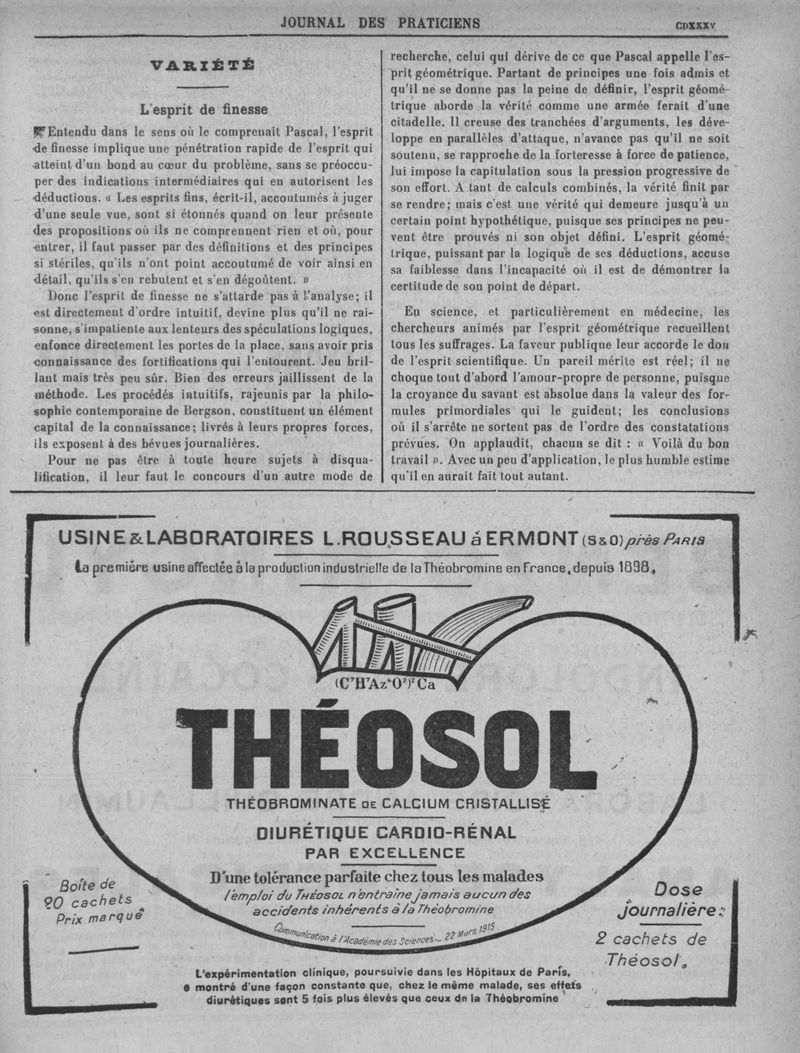 JOURNAL DES PRATICIENS
CDXXXV
VARIÉTÉ
L'esprit de finesse
Entendu dans le sens où le comprenait Pascal, l'esprit
de finesse implique une pénétration rapide de l'esprit qui
atteint d'un bond au cœur du problème, sans se préoccu-
per des indications intermédiaires qui en autorisent les
déductions. « Les esprits fins, écrit-il, accoutumés à juger
d'une seule vue, sont si étonnés quand on leur présente
des propositions où ils ne comprennent rien et où, pour
entrer, il faut passer par des définitions et des principes
si stériles, qu'ils n'ont point accoutumé de voir ainsi en
détail, qu'ils s'en rebutent et s'en dégoûtent. »
Donc l'esprit de finesse ne s'attarde pas à l'analyse; il
est directement d'ordre intuitif, devine plus qu'il ne rai-
sonne, s'impatiente aux lenteurs des spéculations logiques,
enfonce directement les portes de la place, sans avoir pris
connaissance des fortifications qui l'entourent. Jeu bril-
lant mais très peu sûr. Bien des erreurs jaillissent de la
méthode. Les procédés intuitifs, rajeunis par la philo-
sophie contemporaine de Bergson, constituent un élément
capital de la connaissance; livrés à leurs propres forces,
ils exposent à des bévues journalières.
Pour ne pas être à toute heure sujets à disqua-
lification, il leur faut le concours d'un autre mode de
recherche, celui qui dérive de ce que Pascal appelle l'es-
prit géométrique. Partant de principes une fois admis et
qu'il ne se donne pas la peine de définir, l'esprit géomé-
trique aborde la vérité comme une armée ferait d'une
citadelle. Il creuse des tranchées d'arguments, les déve-
loppe en parallèles d'attaque, n'avance pas qu'il ne soit
soutenu, se rapproche de la forteresse à force de patience,
lui impose la capitulation sous la pression progressive de
son effort. A tant de calculs combinés, la vérité finit par
se rendre; mais c'est une vérité qui demeure jusqu'à un
certain point hypothétique, puisque ses principes ne peu-
vent être prouvés ni son objet défini. L'esprit géomé-
trique, puissant par la logique de ses déductions, accuse
sa faiblesse dans l'incapacité où il est de démontrer la
certitude de son point de départ.
En science, et particulièrement en médecine, les
chercheurs animés par l'esprit géométrique recueillent
tous les suffrages. La faveur publique leur accorde le don
de l'esprit scientifique. Un pareil mérite est réel; il ne
choque tout d'abord l'amour-propre de personne, puisque
la croyance du savant est absolue dans la valeur des for-
mules primordiales qui le guident; les conclusions
où il s'arrête ne sortent pas de l'ordre des constatations
prévues. On applaudit, chacun se dit : « Voilà du bon
travail ». Avec un peu d'application, le plus humble estime
qu'il en aurait fait tout autant.
USINE & LABORATOIRES L. ROUSSEAU à ERMONT (S & O) près PARIS
La première usine affectée à la production industrielle de la Théobromine en France, depuis 1898.
(C⁷H⁷Az⁴O²)² Ca
THÉOSOL
THÉOBROMINATE DE CALCIUM CRISTALLISÉ
DIURÉTIQUE CARDIO-RÉNAL
PAR EXCELLENCE
D'une tolérance parfaite chez tous les malades
l'emploi du THÉOSOL n'entraîne jamais aucun des
accidents inhérents à la Théobromine
Communication à l'Académie des Sciences - 22 Mars 1915
Boîte de
20 cachets
Prix marqué
Dose
journalière:
2 cachets de
Théosol.
L'expérimentation clinique, poursuivie dans les Hôpitaux de Paris,
a montré d'une façon constante que, chez le même malade, ses effets
diurétiques sont 5 fois plus élevés que ceux de la Théobromine